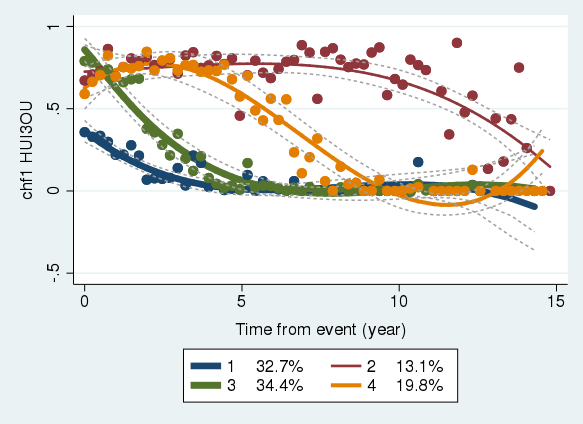 chf1 HUI3OU
1
.5
0
-.5
0 5 10 15
Time from event (year)
1 32.7% 2 13.1%
3 34.4% 4 19.8%